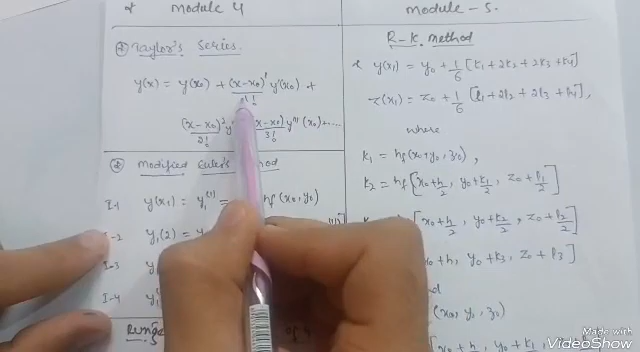 Module 4
⊛ Taylor's Series.
y(x) = y(x0) + (x-x0)¹/1! y'(x0) +
(x-x0)²/2! y x-x0)/3! y'''(x0) + ....
⊛ Modified Euler's Method
I-1 y(x1) = y1(1) = hf(x0, y0)
I-2 y1(2) = y
I-3
I-4
Runge
Module - 5.
R-K method
y(x1) = y0 + 1/6 [k1 + 2k2 + 2k3 + k4]
z(x1) = z0 + 1/6 [l1 + 2l2 + 2l3 + l4],
where
k1 = hf(x0+y0, z0),
k2 = hf[x0+h/2, y0+k1/2, z0+l1/2]
[x0+h/2, y0+k2/2, z0+l2/2]
x0+h, y0+k3, z0+l3]
(x0, y0, z0)
[x0+h, y0+k1,
Made with
VideoShow